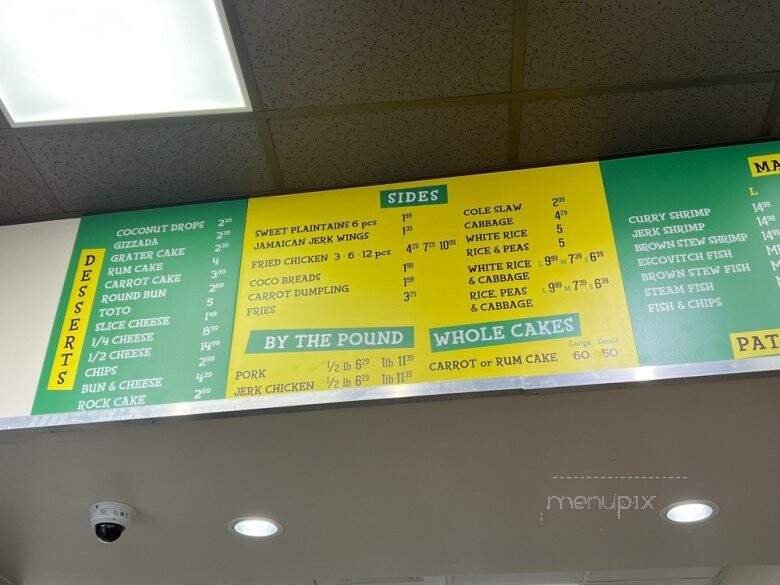 DESSERTS
COCONUT DROPS 2 35
GIZZADA 2 35
GRATER CAKE 2 35
RUM CAKE 4
CARROT CAKE 3 80
ROUND BUN 2 69
TOTO 5
SLICE CHEESE 1 49
1/4 CHEESE 8 50
1/2 CHEESE 14 99
CHIPS 2 99
BUN & CHEESE 4 29
ROCK CAKE 2 69
SIDES
SWEET PLAINTAINS 6 pcs 1 99
JAMAICAN JERK WINGS 1 39
FRIED CHICKEN 3 - 6 - 12 pcs 4 25 7 25 10 99
COCO BREADS 1 99
CARROT DUMPLING 1 59
FRIES 3 25
COLE SLAW 2 99
CABBAGE 4 29
WHITE RICE 5
RICE & PEAS 5
WHITE RICE L 9 99 M 7 39 S 6 39
& CABBAGE
RICE, PEAS L 9 99 M 7 39 S 6 39
& CABBAGE
BY THE POUND
PORK 1/2 lb 6 29 1lb 11 39
JERK CHICKEN 1/2 lb 6 29 1lb 11 39
WHOLE CAKES
Large Small
CARROT or RUM CAKE 60 50
MA
L
CURRY SHRIMP 14 99
JERK SHRIMP 14 99
BROWN STEW SHRIMP 14 99
ESCOVITCH FISH
BROWN STEW FISH
STEAM FISH
FISH & CHIPS
PAT
menupix